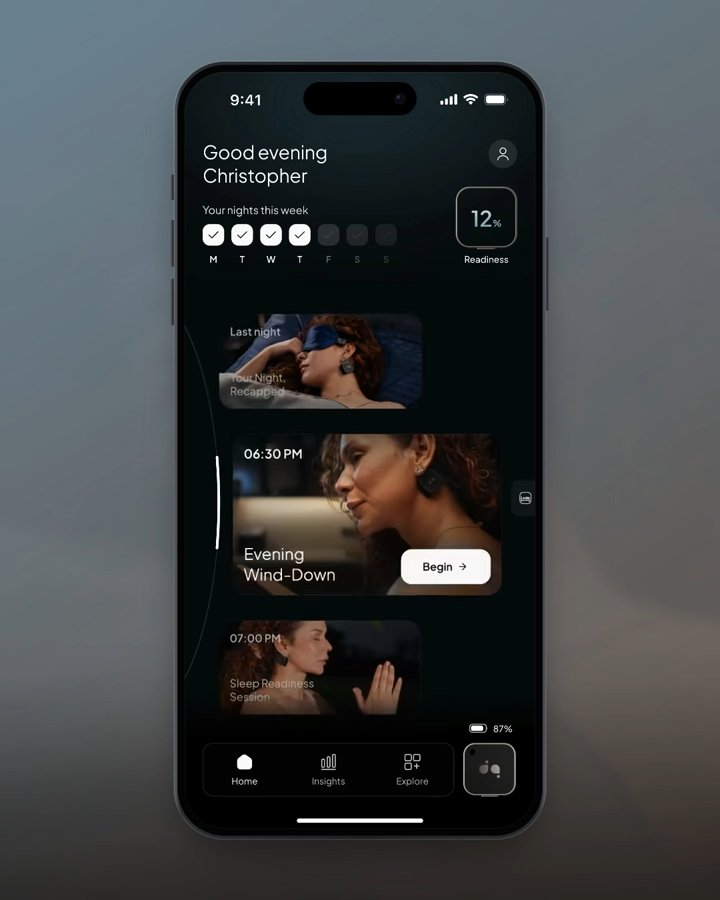 9:41
Good evening
Christopher
Your nights this week
M T W T F S S
12%
Readiness
Last night
Your Night,
Recapped
06:30 PM
Evening
Wind-Down
Begin →
07:00 PM
Sleep Readiness
Session
87%
Home
Insights
Explore